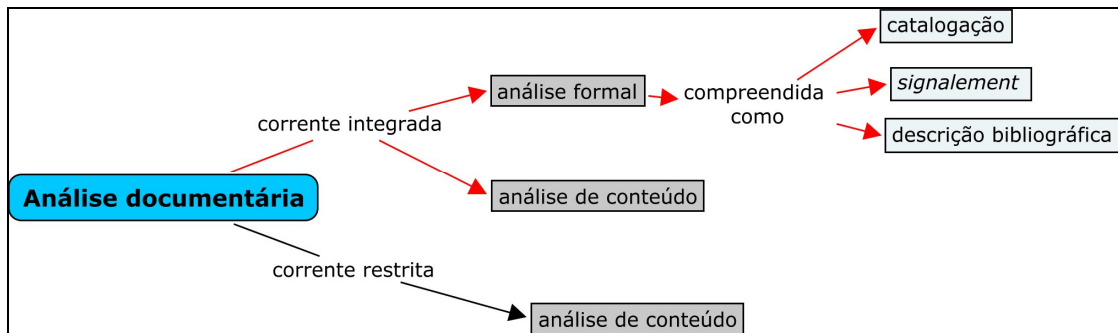 catalogação
signalement
descrição bibliográfica
análise formal
compreendida
como
corrente integrada
análise de conteúdo
Análise documentária
corrente restrita
análise de conteúdo